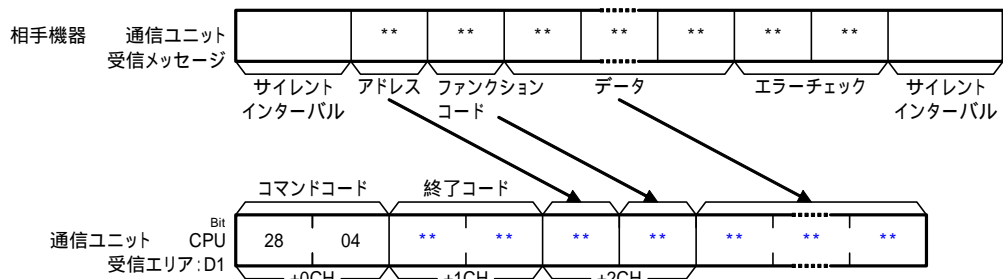 相手機器 通信ユニット
受信メッセージ
** ** ** ** ** ** **
サイレント
インターバル
アドレス
ファンクション
コード
データ
エラーチェック
サイレント
インターバル
コマンドコード 終了コード
通信ユニット CPU
受信エリア:D1
Bit
28 04 ** ** ** ** ** ** **
+0CH +1CH +2CH